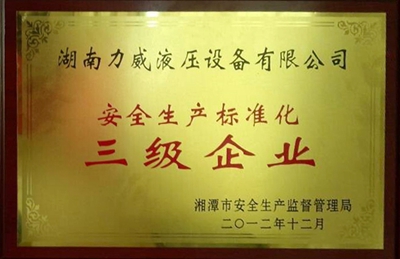 湖南力威液压设备有限公司
安全生产标准化
三级企业
湘潭市安全生产监督管理局
二〇一二年十二月